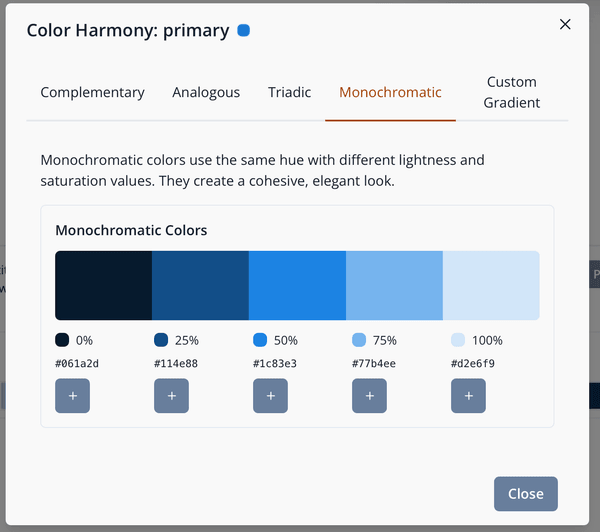 Color Harmony: primary
Complementary
Analogous
Triadic
Monochromatic
Custom
Gradient
Monochromatic colors use the same hue with different lightness and
saturation values. They create a cohesive, elegant look.
Monochromatic Colors
0% 25% 50% 75% 100%
#061a2d #114e88 #1c83e3 #77b4ee #d2e6f9
+ + + + +
Close